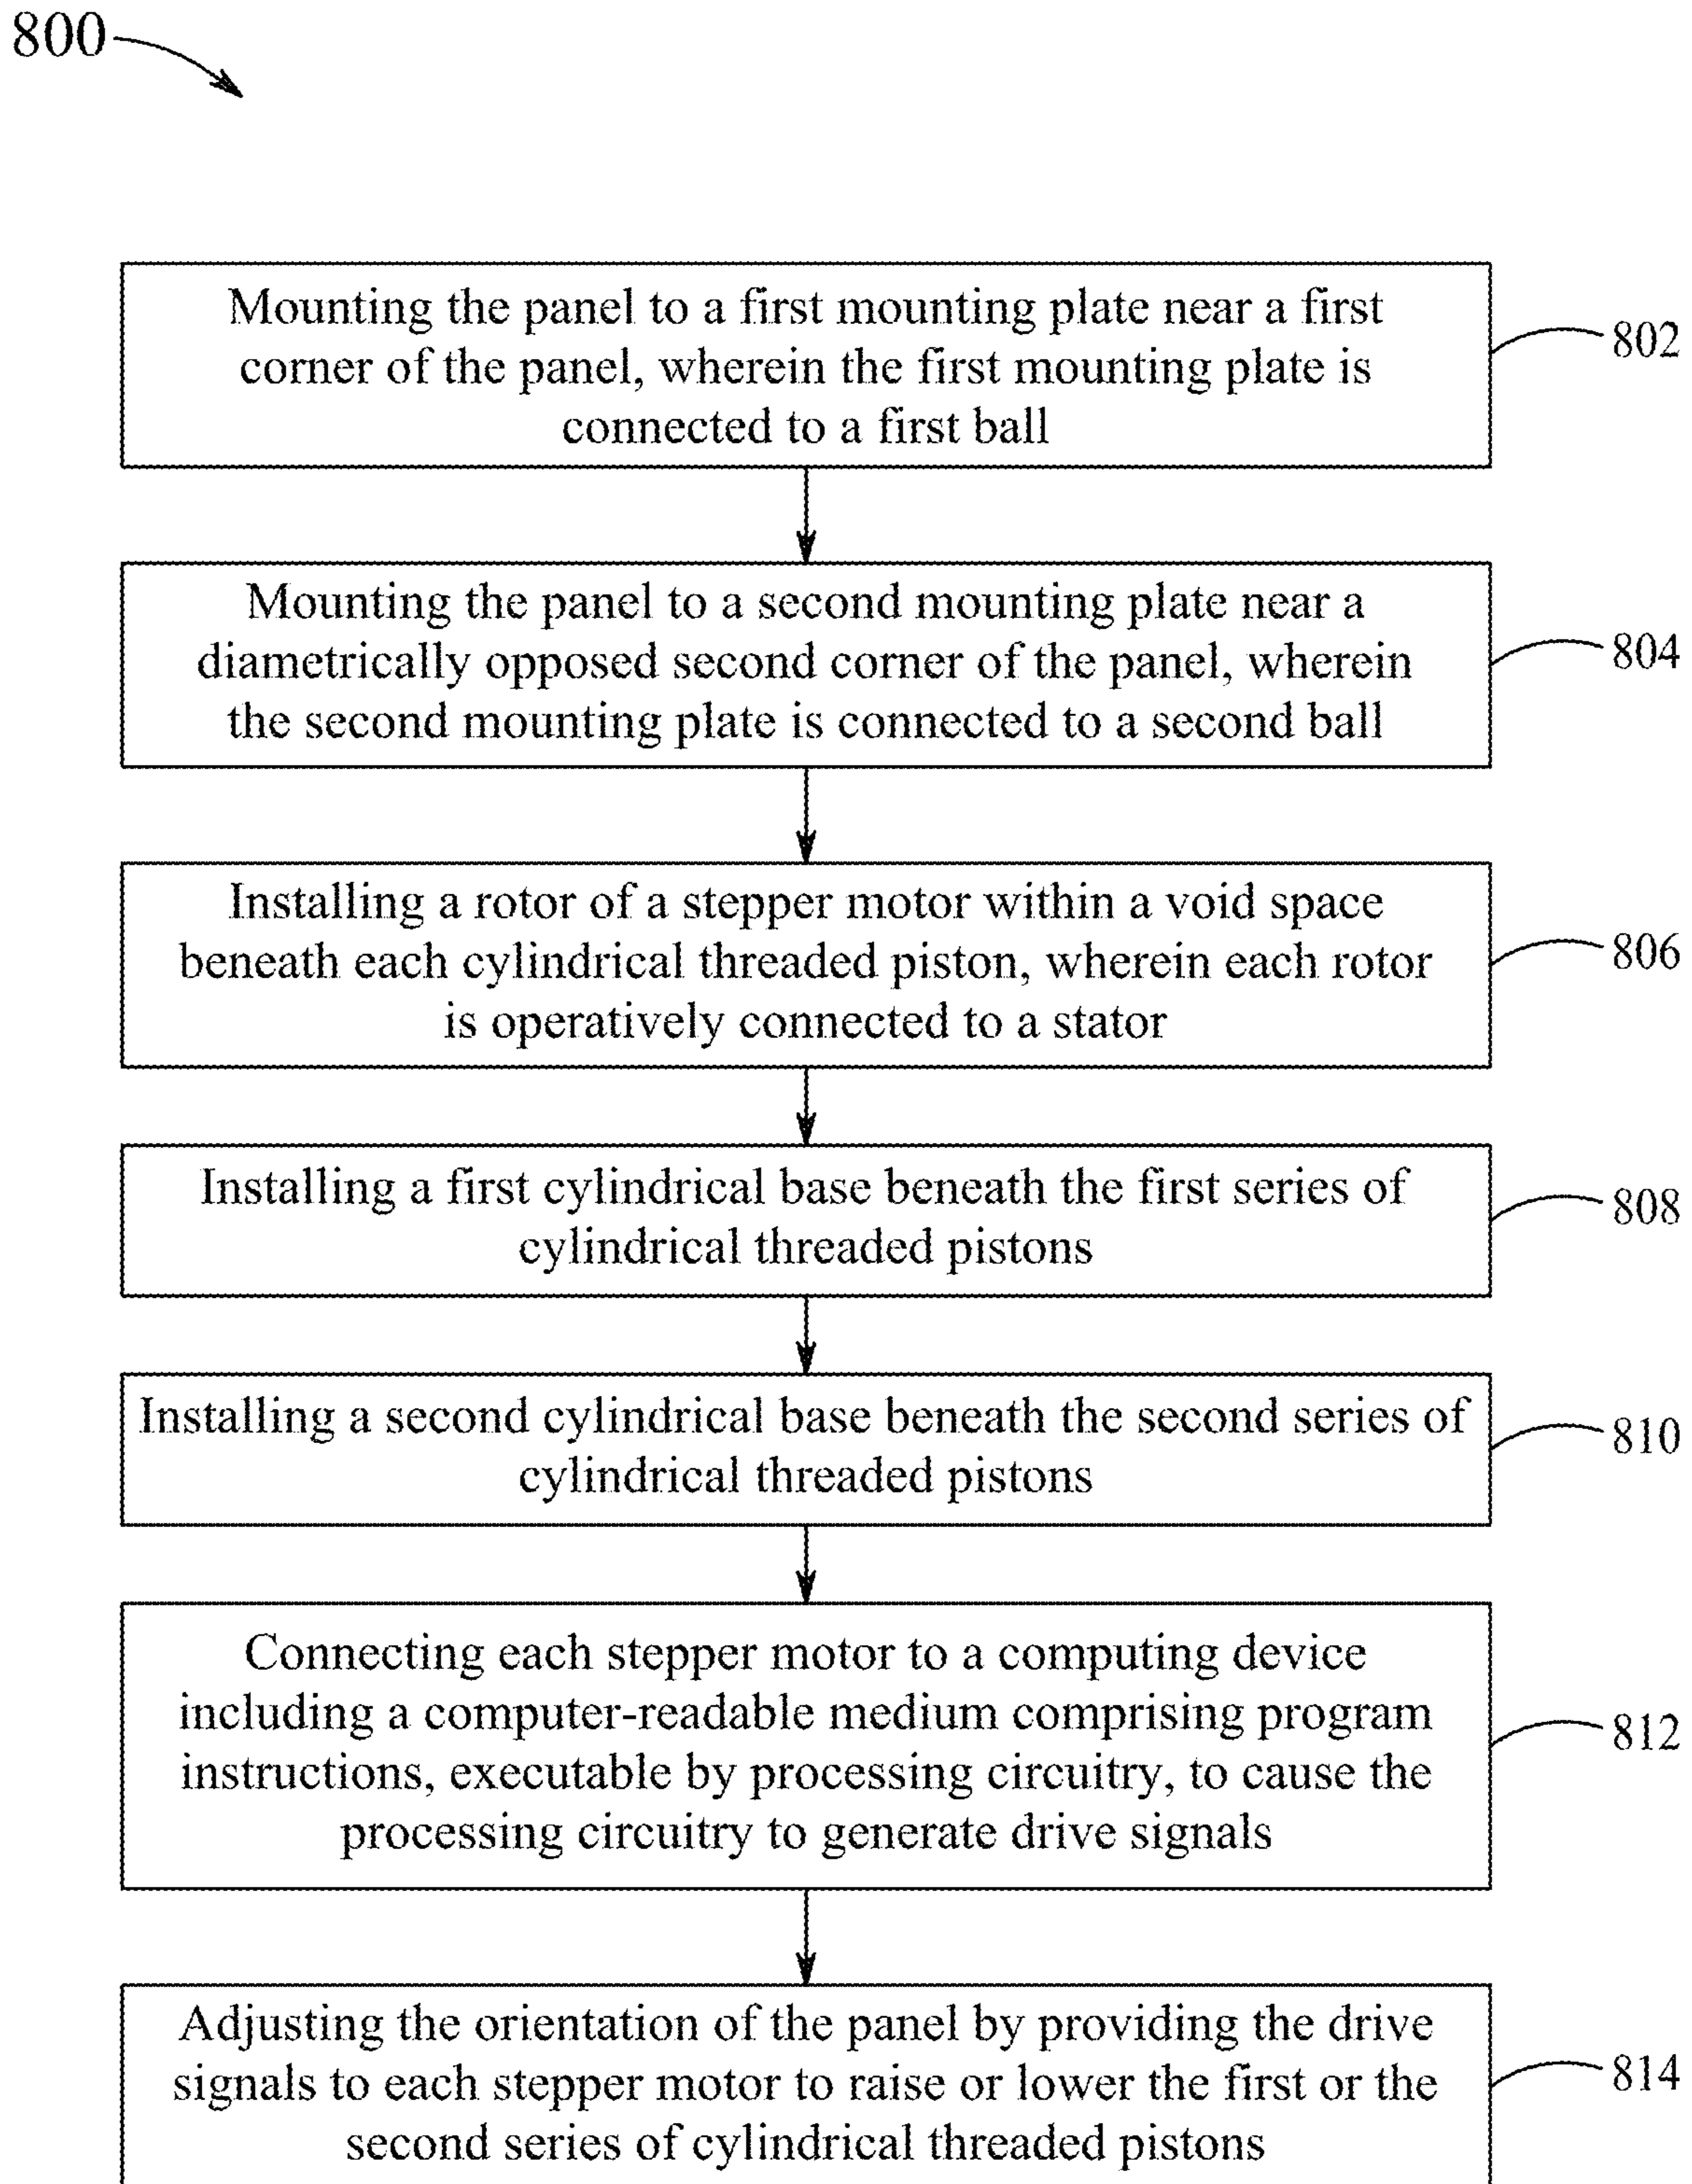 800
Mounting the panel to a first mounting plate near a first
corner of the panel, wherein the first mounting plate is
connected to a first ball
802
Mounting the panel to a second mounting plate near a
diametrically opposed second corner of the panel, wherein
the second mounting plate is connected to a second ball
804
Installing a rotor of a stepper motor within a void space
beneath each cylindrical threaded piston, wherein each rotor
is operatively connected to a stator
806
Installing a first cylindrical base beneath the first series of
cylindrical threaded pistons
808
Installing a second cylindrical base beneath the second series of
cylindrical threaded pistons
810
Connecting each stepper motor to a computing device
including a computer-readable medium comprising program
instructions, executable by processing circuitry, to cause the
processing circuitry to generate drive signals
812
Adjusting the orientation of the panel by providing the drive
signals to each stepper motor to raise or lower the first or the
second series of cylindrical threaded pistons
814